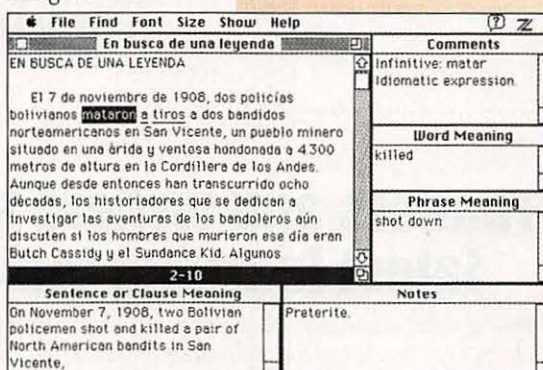 File Find Font Size Show Help
En busca de una leyenda
EN BUSCA DE UNA LEYENDA
El 7 de noviembre de 1908, dos policías
bolivianos mataron a tiros a dos bandidos
norteamericanos en San Vicente, un pueblo minero
situado en una árida y ventosa hondonada a 4300
metros de altura en la Cordillera de los Andes.
Aunque desde entonces han transcurrido ocho
décadas, los historiadores que se dedican a
investigar las aventuras de los bandoleros aún
discuten si los hombres que murieron ese día eran
Butch Cassidy y el Sundance Kid. Algunos
2-10
Comments
Infinitive: matar
Idiomatic expression.
Word Meaning
killed
Phrase Meaning
shot down
Sentence or Clause Meaning
On November 7, 1908, two Bolivian
policemen shot and killed a pair of
North American bandits in San
Vicente,
Notes
Preterite.